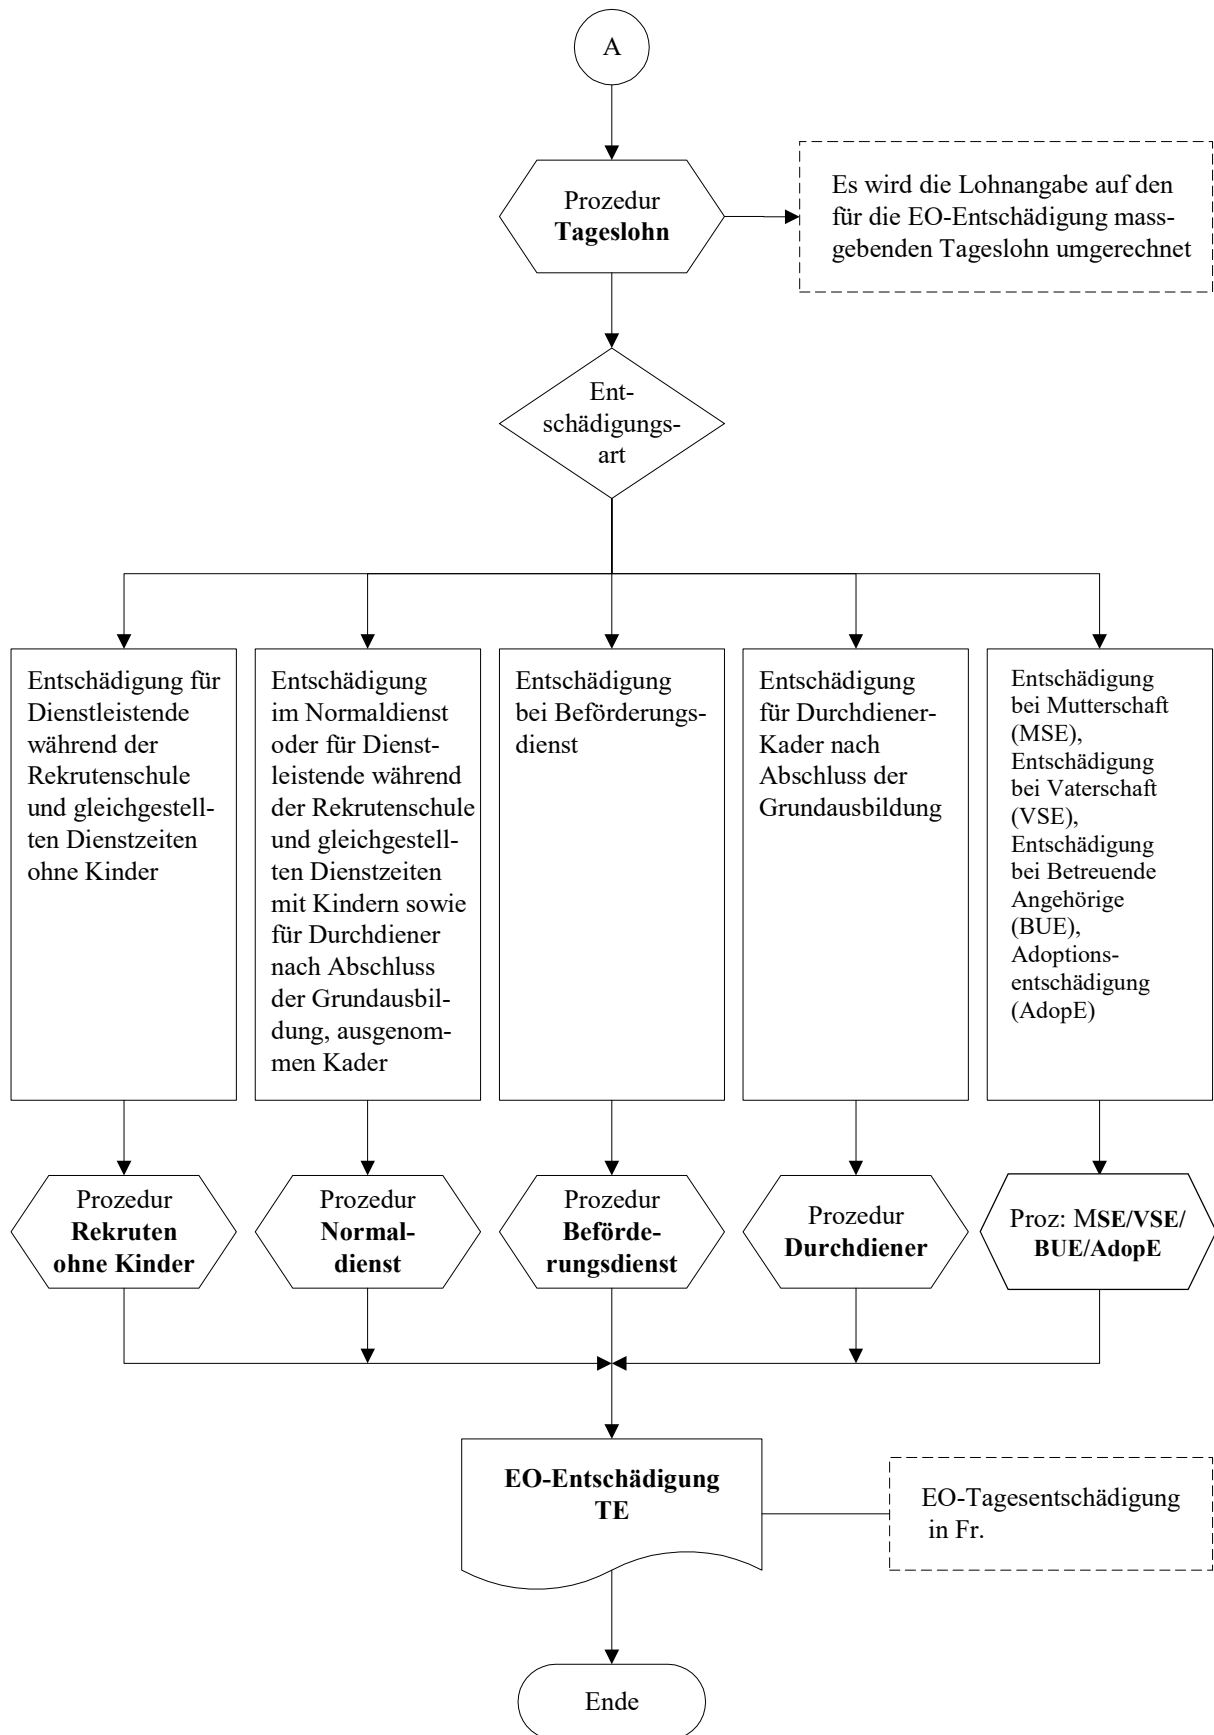 A
Prozedur
Tageslohn
Es wird die Lohnangabe auf den
für die EO-Entschädigung mass-
gebenden Tageslohn umgerechnet
Ent-
schädigungs-
art
Entschädigung für
Dienstleistende
während der
Rekrutenschule
und gleichgestell-
ten Dienstzeiten
ohne Kinder
Entschädigung
im Normaldienst
oder für Dienst-
leistende während
der Rekrutenschule
und gleichgestell-
ten Dienstzeiten
mit Kindern sowie
für Durchdiener
nach Abschluss
der Grundausbil-
dung, ausgenom-
men Kader
Entschädigung
bei Beförderungs-
dienst
Entschädigung
für Durchdiener-
Kader nach
Abschluss der
Grundausbildung
Entschädigung
bei Mutterschaft
(MSE),
Entschädigung
bei Vaterschaft
(VSE),
Entschädigung
bei Betreuende
Angehörige
(BUE),
Adoptions-
entschädigung
(AdopE)
Prozedur
Rekruten
ohne Kinder
Prozedur
Normal-
dienst
Prozedur
Beförde-
rungsdienst
Prozedur
Durchdiener
Proz: MSE/VSE/
BUE/AdopE
EO-Entschädigung
TE
EO-Tagesentschädigung
in Fr.
Ende